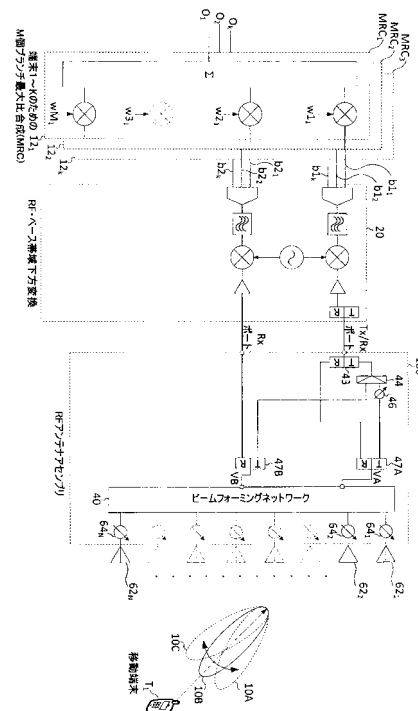 O₁
O₂
Oₖ
MRC₁
MRC₂
MRC₃
Σ
wM₁
w3₁
w2₁
w1₁
端末1～Kのための
M個ブランチ最大比合成(MRC)
12₁
12₂
12ₖ
b2₁
b2₂
b2ₖ
b1₁
b1₂
b1ₖ
RF・ベース帯域下方変換
20
T
R
Rx
ポート
Tx/Rx
ポート
T
R
43
44
46
T
R
47B
VB
T
R
47A
VA
RFアンテナアセンブリ
40
ビームフォーミングネットワーク
64ₙ
64₂
64₁
62ₙ
62₂
62₁
10C
10B
10A
移動端末
T₁